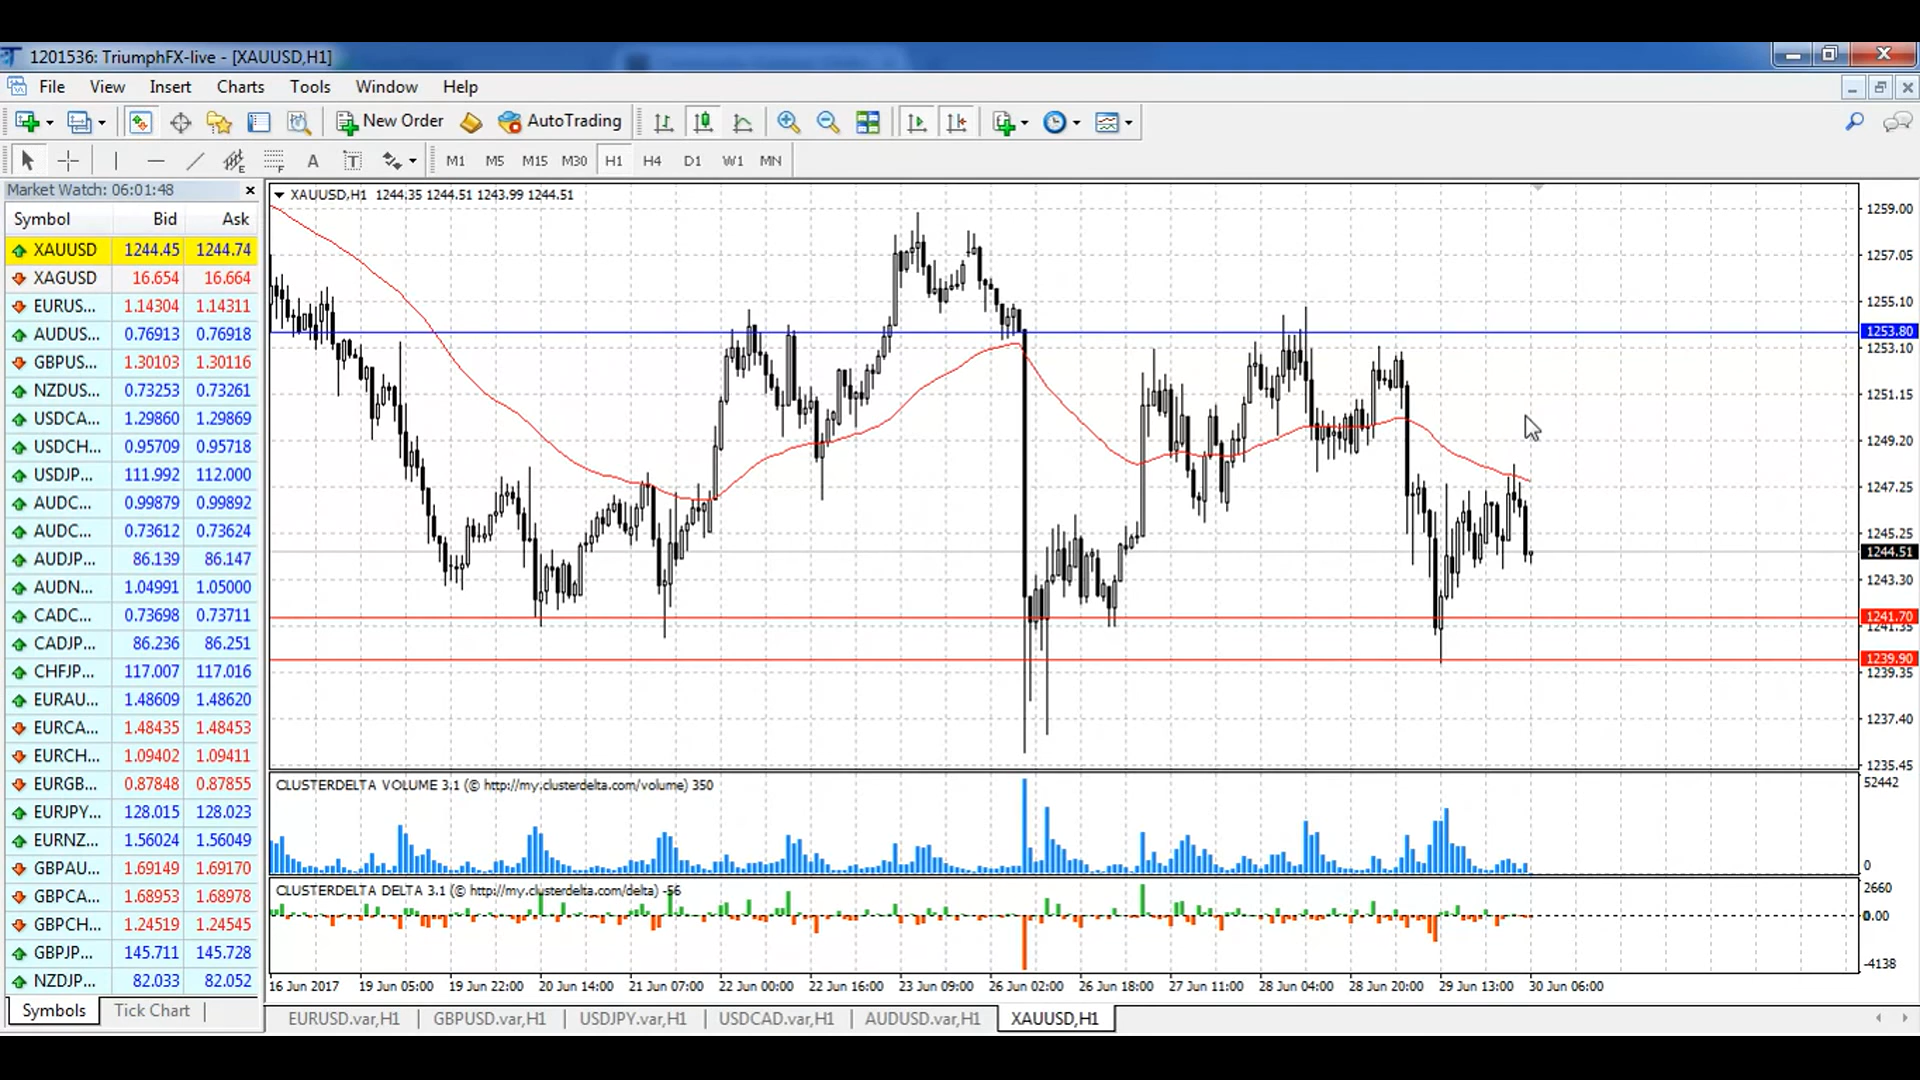 1201536: TriumphFX-live - [XAUUSD,H1]
File View Insert Charts Tools Window Help
New Order AutoTrading
A T M1 M5 M15 M30 H1 H4 D1 W1 MN
Market Watch: 06:01:48
Symbol Bid Ask
XAUUSD 1244.45 1244.74
XAGUSD 16.654 16.664
EURUS... 1.14304 1.14311
AUDUS... 0.76913 0.76918
GBPUS... 1.30103 1.30116
NZDUS... 0.73253 0.73261
USDCA... 1.29860 1.29869
USDCH... 0.95709 0.95718
USDJP... 111.992 112.000
AUDC... 0.99879 0.99892
AUDC... 0.73612 0.73624
AUDJP... 86.139 86.147
AUDN... 1.04991 1.05000
CADC... 0.73698 0.73711
CADJP... 86.236 86.251
CHFJP... 117.007 117.016
EURAU... 1.48609 1.48620
EURCA... 1.48435 1.48453
EURCH... 1.09402 1.09411
EURGB... 0.87848 0.87855
EURJPY... 128.015 128.023
EURNZ... 1.56024 1.56049
GBPAU... 1.69149 1.69170
GBPCA... 1.68953 1.68978
GBPCH... 1.24519 1.24545
GBPJP... 145.711 145.728
NZDJP... 82.033 82.052
Symbols Tick Chart
XAUUSD,H1 1244.35 1244.51 1243.99 1244.51
1259.00
1257.05
1255.10
1253.80
1253.10
1251.15
1249.20
1247.25
1245.25
1244.51
1243.30
1241.70
1241.35
1239.90
1239.35
1237.40
1235.45
CLUSTERDELTA VOLUME 3.1 (© http://my.clusterdelta.com/volume) 350
52442
0
CLUSTERDELTA DELTA 3.1 (© http://my.clusterdelta.com/delta) -56
2660
0.00
-4138
16 Jun 2017 19 Jun 05:00 19 Jun 22:00 20 Jun 14:00 21 Jun 07:00 22 Jun 00:00 22 Jun 16:00 23 Jun 09:00 26 Jun 02:00 26 Jun 18:00 27 Jun 11:00 28 Jun 04:00 28 Jun 20:00 29 Jun 13:00 30 Jun 06:00
EURUSD.var,H1 GBPUSD.var,H1 USDJPY.var,H1 USDCAD.var,H1 AUDUSD.var,H1 XAUUSD,H1